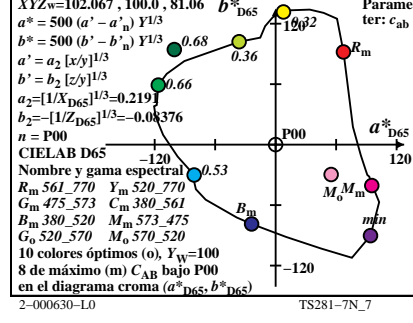 XYZw=102.067, 100.0, 81.06
b*D65
Parame
ter: cab
a* = 500 (a’ – a’n) Y1/3
b* = 500 (b’ – b’n) Y1/3
a’ = a2 [x/y]1/3
b’ = b2 [z/y]1/3
a2=[1/XD65]1/3=0.2191
b2=–[1/ZD65]1/3=–0.08376
n = P00
CIELAB D65
Nombre y gama espectral
Rm 561_770 Ym 520_770
Gm 475_573 Cm 380_561
Bm 380_520 Mm 573_475
Go 520_570 Mo 570_520
10 colores óptimos (o), YW=100
8 de máximo (m) CAB bajo P00
en el diagrama croma (a*D65, b*D65)
0.68
0.36
0.32
120
Rm
0.66
P00
a*D65
–120
120
0.53
Mo
Mm
Bm
min
–120
2–000630–L0
TS281–7N_7